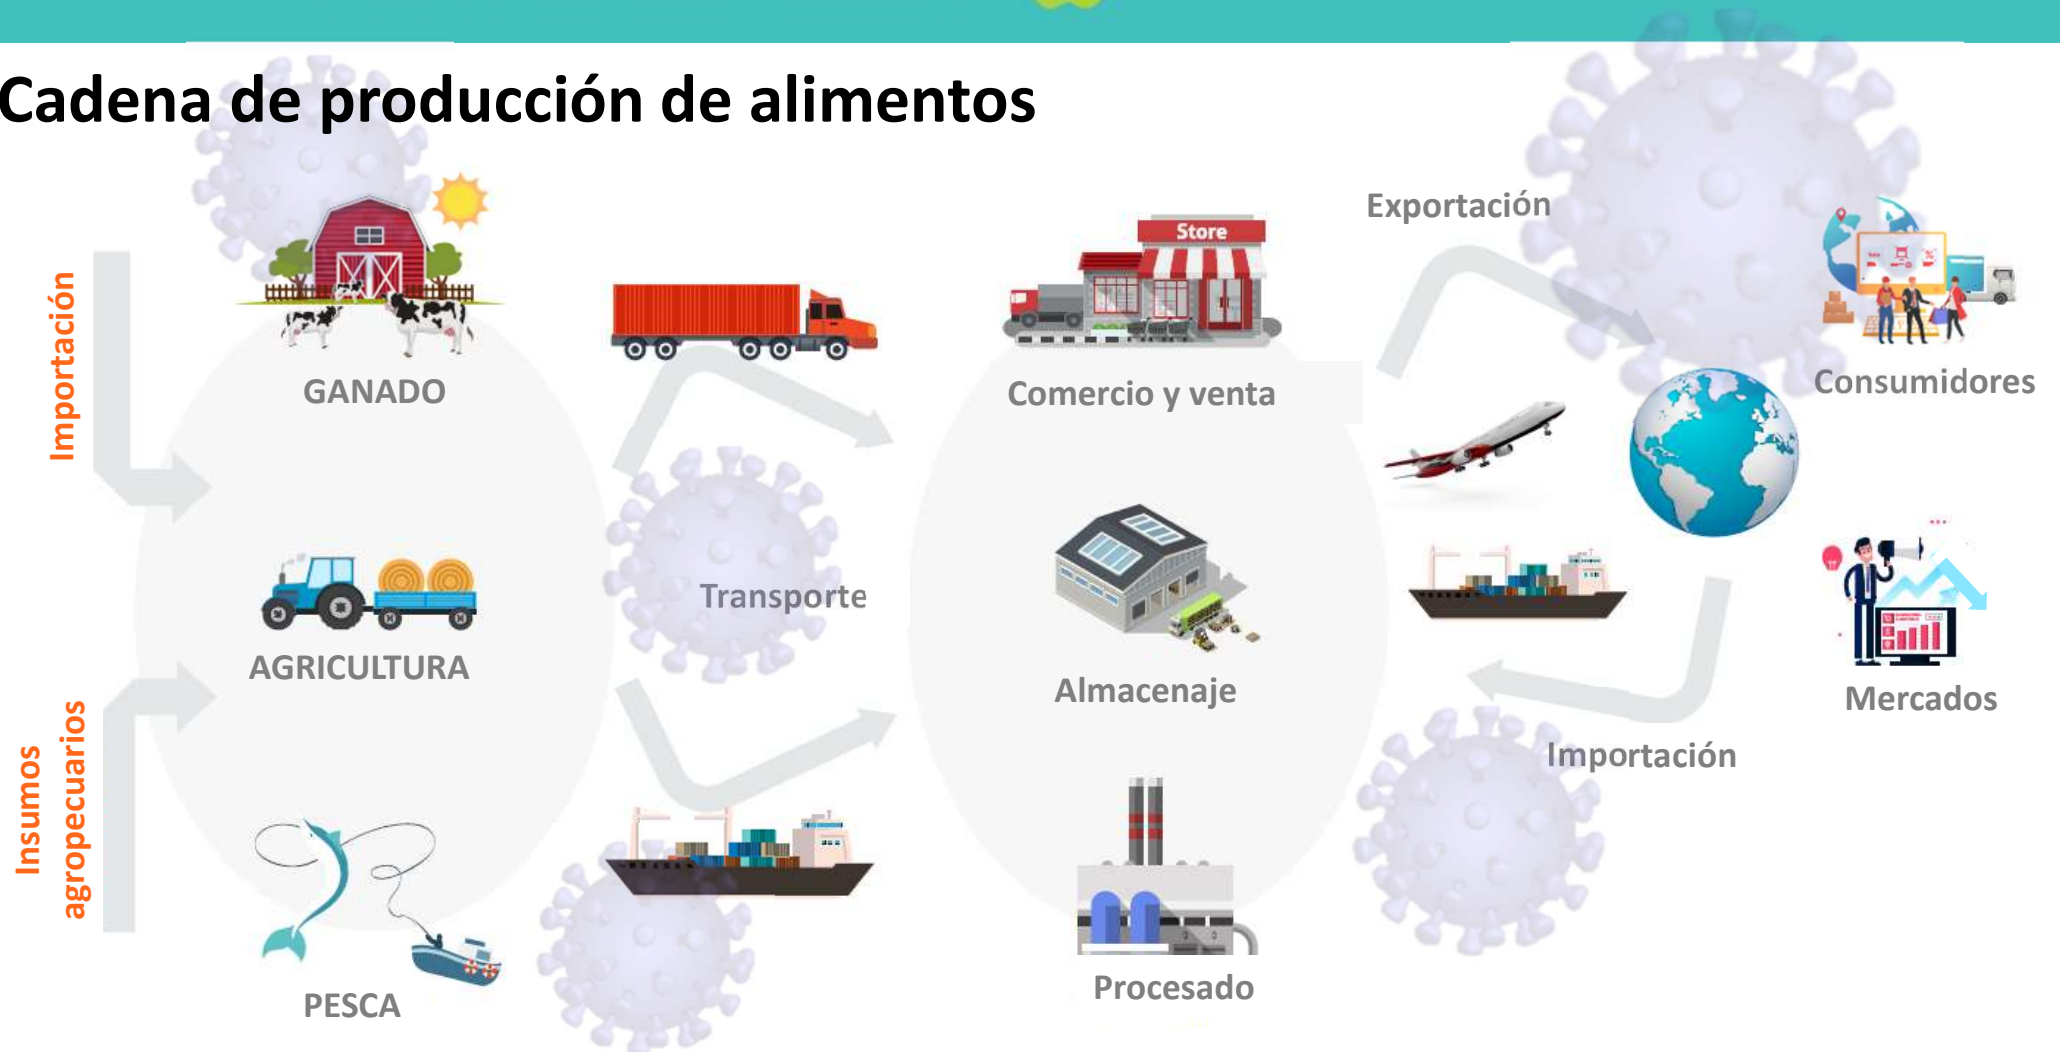 Cadena de producción de alimentos
Importación
Insumos
agropecuarios
GANADO
AGRICULTURA
PESCA
Transporte
Store
Comercio y venta
Almacenaje
Procesado
Exportación
Importación
Consumidores
Mercados